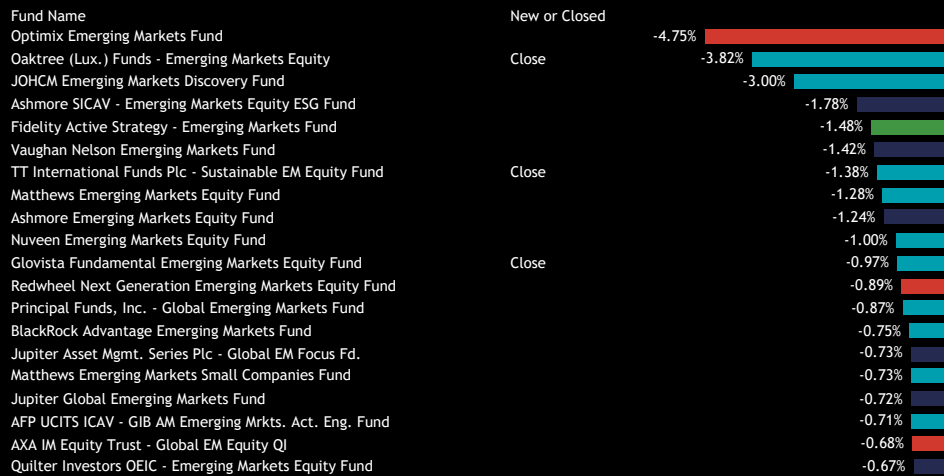 Fund Name New or Closed
Optimix Emerging Markets Fund -4.75%
Oaktree (Lux.) Funds - Emerging Markets Equity Close -3.82%
JOHCM Emerging Markets Discovery Fund -3.00%
Ashmore SICAV - Emerging Markets Equity ESG Fund -1.78%
Fidelity Active Strategy - Emerging Markets Fund -1.48%
Vaughan Nelson Emerging Markets Fund -1.42%
TT International Funds Plc - Sustainable EM Equity Fund Close -1.38%
Matthews Emerging Markets Equity Fund -1.28%
Ashmore Emerging Markets Equity Fund -1.24%
Nuveen Emerging Markets Equity Fund -1.00%
Glovista Fundamental Emerging Markets Equity Fund Close -0.97%
Redwheel Next Generation Emerging Markets Equity Fund -0.89%
Principal Funds, Inc. - Global Emerging Markets Fund -0.87%
BlackRock Advantage Emerging Markets Fund -0.75%
Jupiter Asset Mgmt. Series Plc - Global EM Focus Fd. -0.73%
Matthews Emerging Markets Small Companies Fund -0.73%
Jupiter Global Emerging Markets Fund -0.72%
AFP UCITS ICAV - GIB AM Emerging Mrkts. Act. Eng. Fund -0.71%
AXA IM Equity Trust - Global EM Equity QI -0.68%
Quilter Investors OEIC - Emerging Markets Equity Fund -0.67%